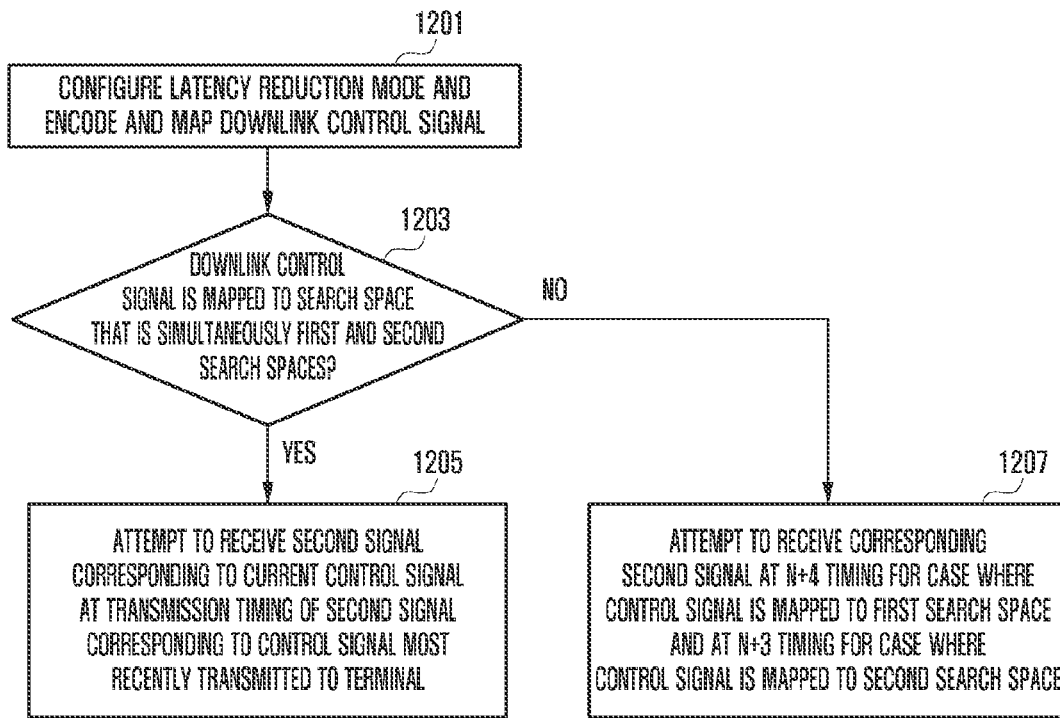 1201
CONFIGURE LATENCY REDUCTION MODE AND
ENCODE AND MAP DOWNLINK CONTROL SIGNAL
1203
DOWNLINK CONTROL
SIGNAL IS MAPPED TO SEARCH SPACE
THAT IS SIMULTANEOUSLY FIRST AND SECOND
SEARCH SPACES?
NO
YES
1205
ATTEMPT TO RECEIVE SECOND SIGNAL
CORRESPONDING TO CURRENT CONTROL SIGNAL
AT TRANSMISSION TIMING OF SECOND SIGNAL
CORRESPONDING TO CONTROL SIGNAL MOST
RECENTLY TRANSMITTED TO TERMINAL
1207
ATTEMPT TO RECEIVE CORRESPONDING
SECOND SIGNAL AT N+4 TIMING FOR CASE WHERE
CONTROL SIGNAL IS MAPPED TO FIRST SEARCH SPACE
AND AT N+3 TIMING FOR CASE WHERE
CONTROL SIGNAL IS MAPPED TO SECOND SEARCH SPACE